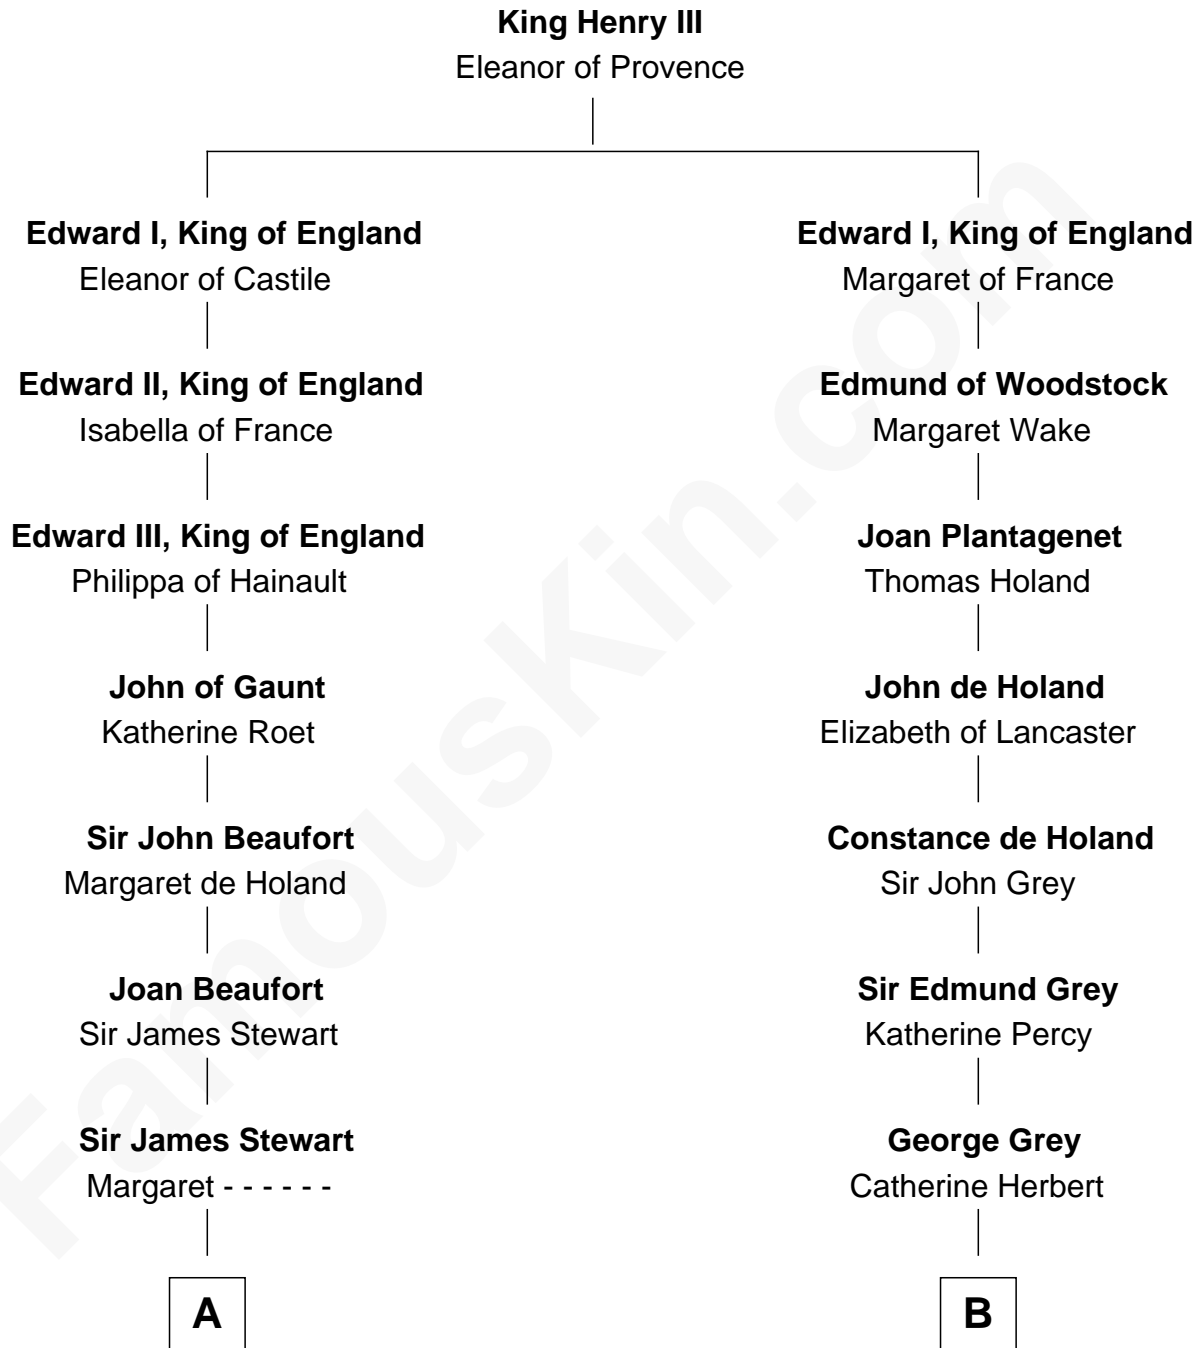 King Henry III
Eleanor of Provence
Edward I, King of England
Eleanor of Castile
Edward I, King of England
Margaret of France
Edward II, King of England
Isabella of France
Edmund of Woodstock
Margaret Wake
Edward III, King of England
Philippa of Hainault
Joan Plantagenet
Thomas Holand
John of Gaunt
Katherine Roet
John de Holand
Elizabeth of Lancaster
Sir John Beaufort
Margaret de Holand
Constance de Holand
Sir John Grey
Joan Beaufort
Sir James Stewart
Sir Edmund Grey
Katherine Percy
Sir James Stewart
Margaret - - - - - -
George Grey
Catherine Herbert
A
B
FamousKin.com